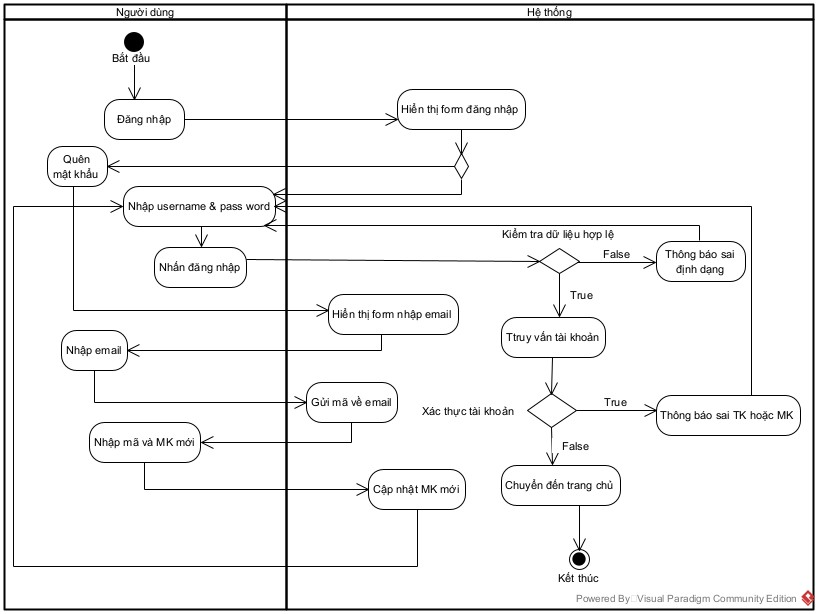 Người dùng
Hệ thống
Bắt đầu
Đăng nhập
Hiển thị form đăng nhập
Quên
mật khẩu
Nhập username & pass word
Kiểm tra dữ liệu hợp lệ
Nhấn đăng nhập
False
Thông báo sai
định dạng
True
Hiển thị form nhập email
Ttruy vấn tài khoản
Nhập email
Gửi mã về email
Xác thực tài khoản
True
Thông báo sai TK hoặc MK
Nhập mã và MK mới
False
Cập nhật MK mới
Chuyển đến trang chủ
Kết thúc
Powered By Visual Paradigm Community Edition